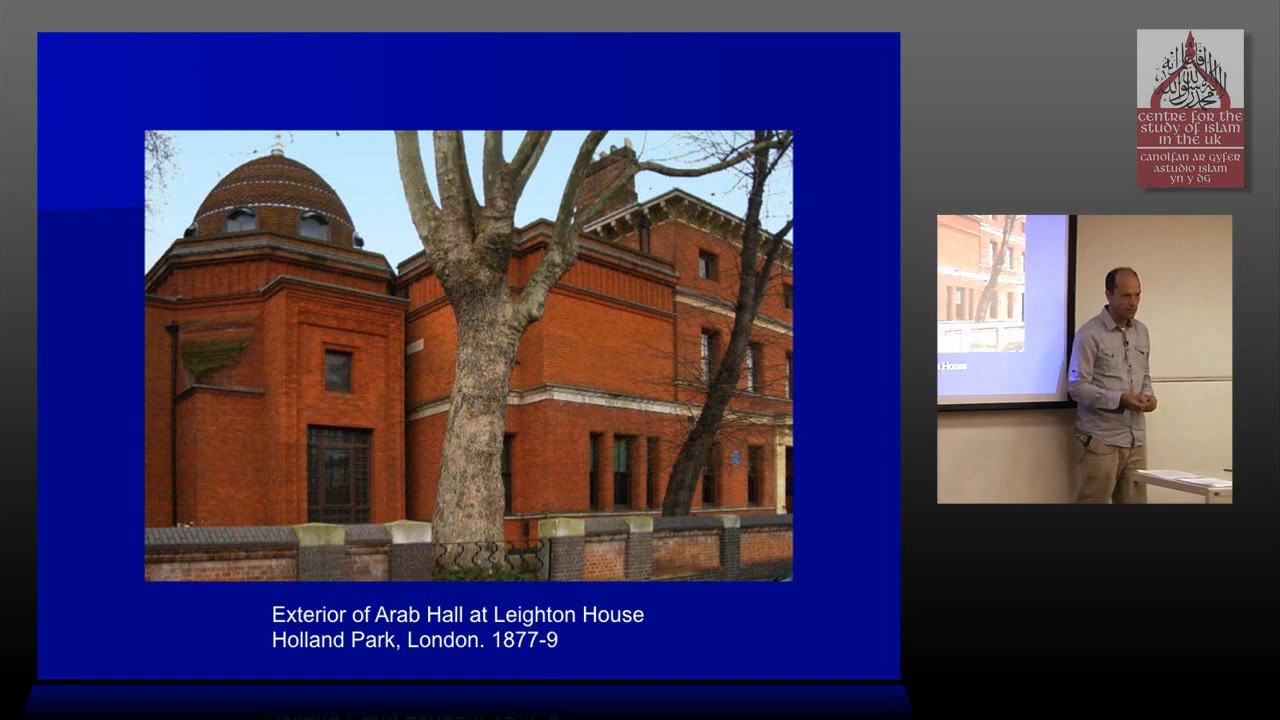 Exterior of Arab Hall at Leighton House
Holland Park, London. 1877-9
CENTRE FOR THE
STUDY OF ISLAM
IN THE UK
CANOLFAN AR GYFER
ASTUDIO ISLAM
YN Y DG
House